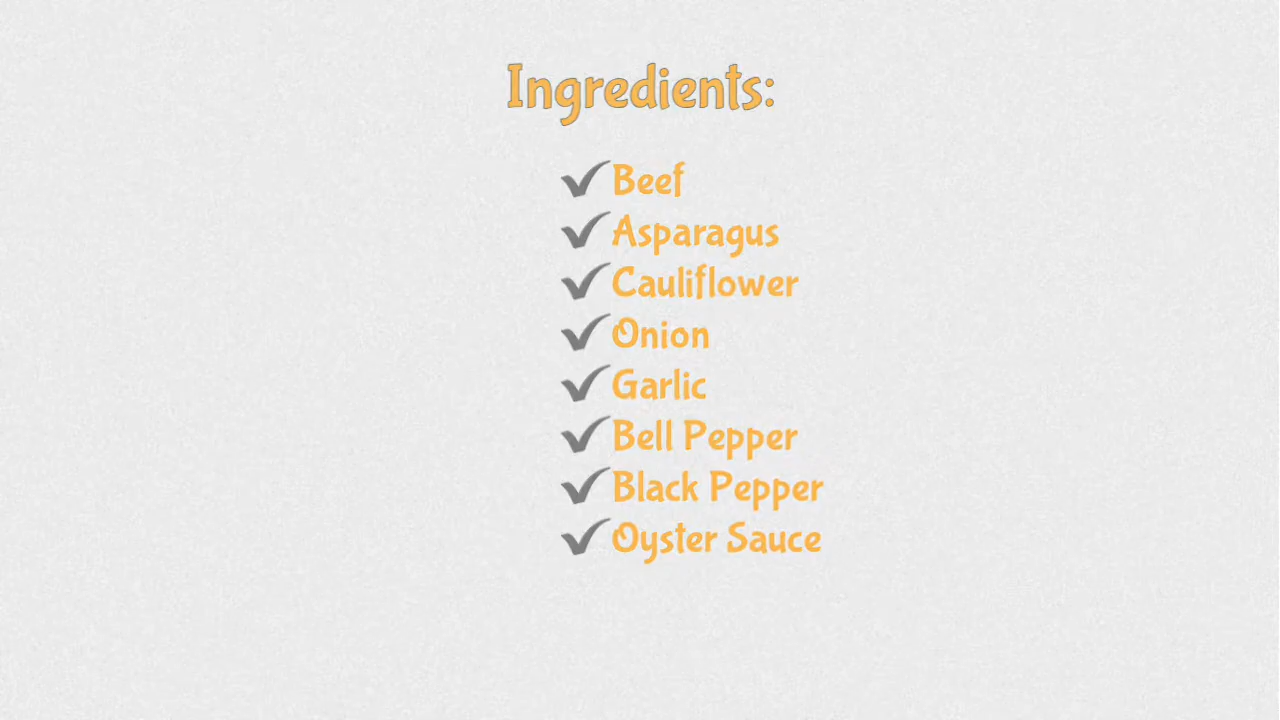 Ingredients:
Beef
Asparagus
Cauliflower
Onion
Garlic
Bell Pepper
Black Pepper
Oyster Sauce